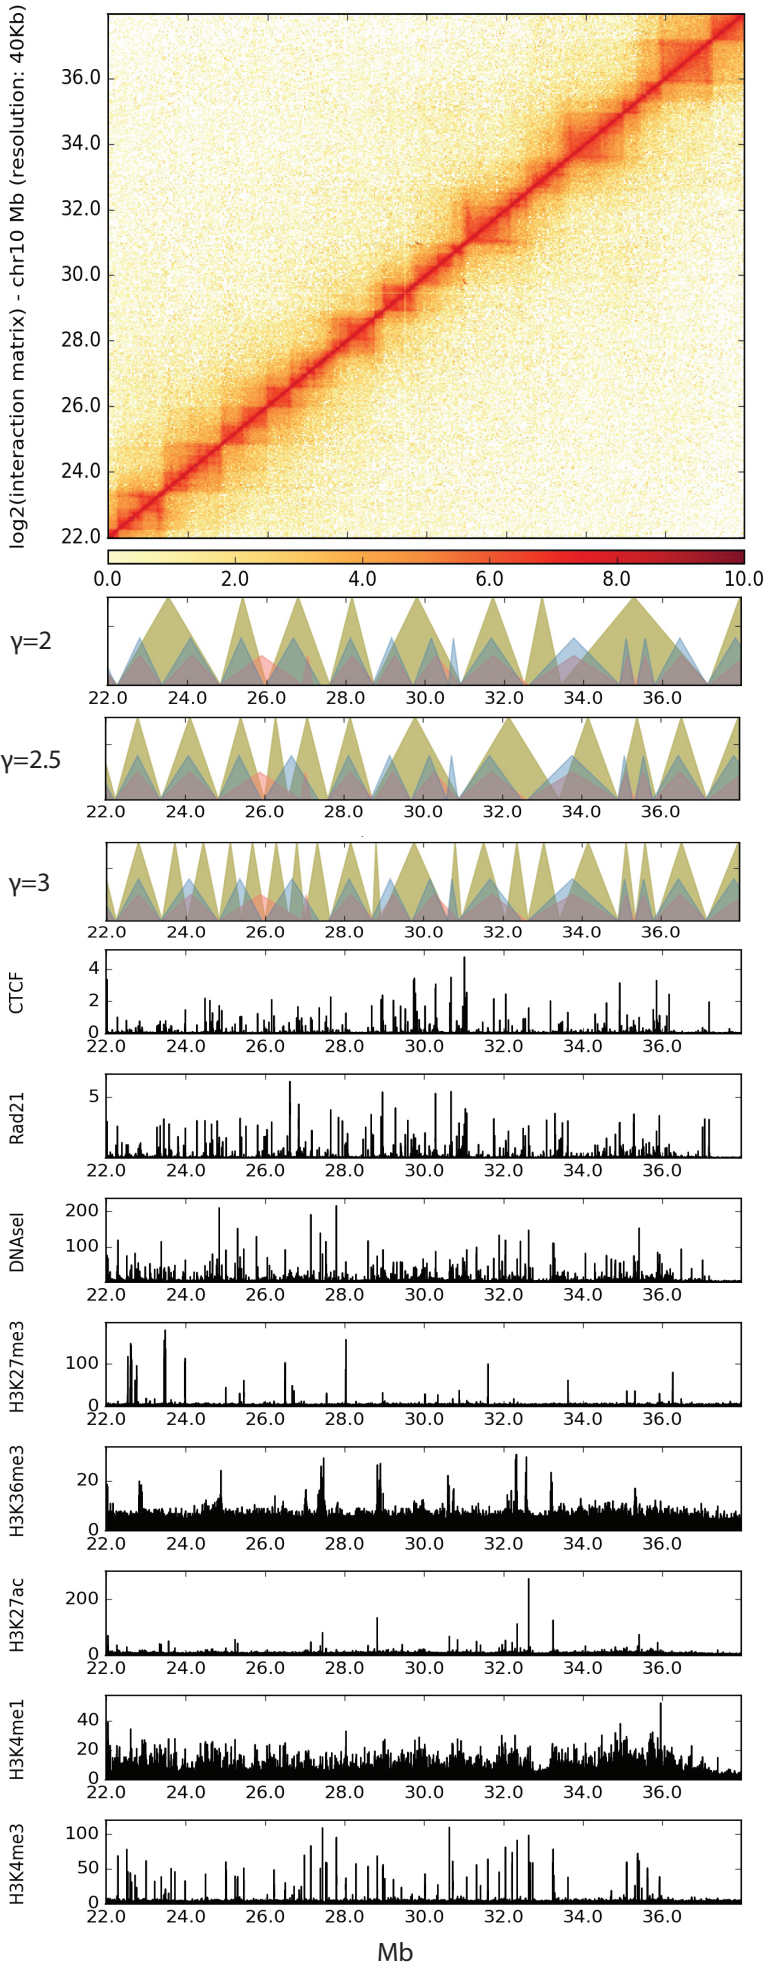 log2(interaction matrix) - chr10 Mb (resolution: 40Kb)
36.0
34.0
32.0
30.0
28.0
26.0
24.0
22.0
0.0 2.0 4.0 6.0 8.0 10.0
γ=2
22.0 24.0 26.0 28.0 30.0 32.0 34.0 36.0
γ=2.5
22.0 24.0 26.0 28.0 30.0 32.0 34.0 36.0
γ=3
22.0 24.0 26.0 28.0 30.0 32.0 34.0 36.0
CTCF
4
2
0
22.0 24.0 26.0 28.0 30.0 32.0 34.0 36.0
Rad21
5
22.0 24.0 26.0 28.0 30.0 32.0 34.0 36.0
DNAseI
200
100
22.0 24.0 26.0 28.0 30.0 32.0 34.0 36.0
H3K27me3
100
0
22.0 24.0 26.0 28.0 30.0 32.0 34.0 36.0
H3K36me3
20
0
22.0 24.0 26.0 28.0 30.0 32.0 34.0 36.0
H3K27ac
200
0
22.0 24.0 26.0 28.0 30.0 32.0 34.0 36.0
H3K4me1
40
20
0
22.0 24.0 26.0 28.0 30.0 32.0 34.0 36.0
H3K4me3
100
50
0
22.0 24.0 26.0 28.0 30.0 32.0 34.0 36.0
Mb